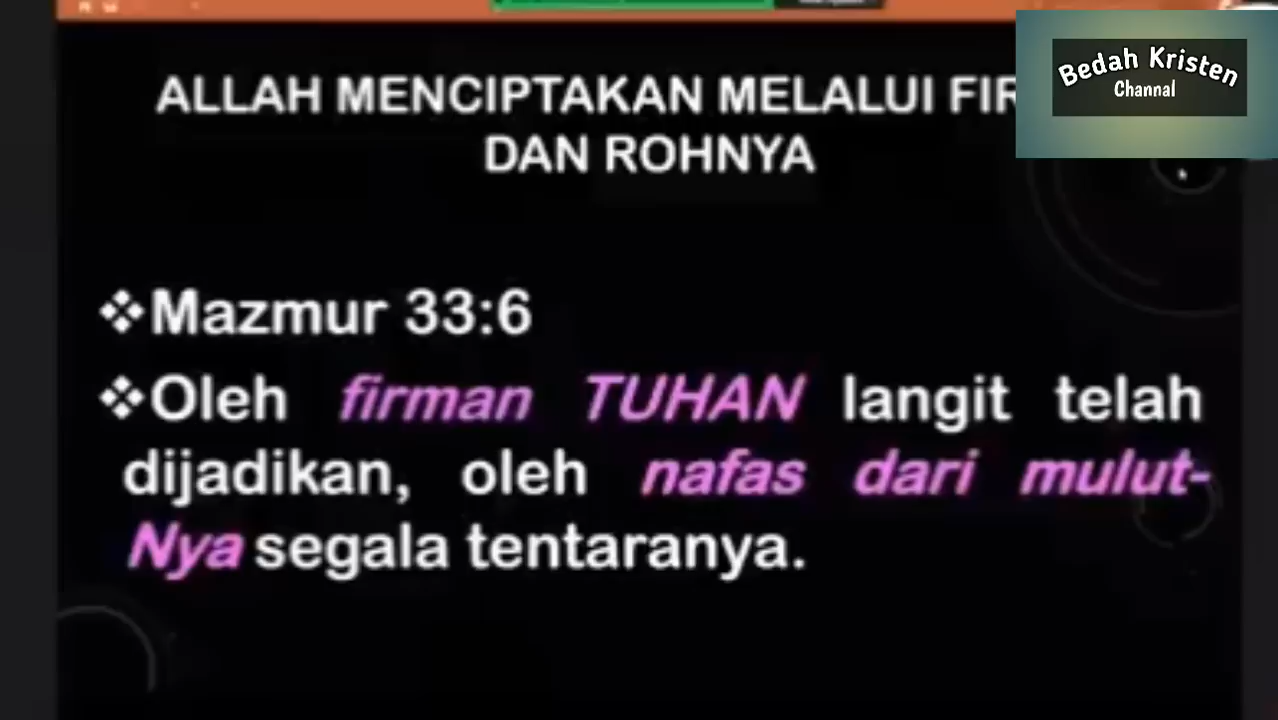 ALLAH MENCIPTAKAN MELALUI
DAN ROHNYA
Bedah Kristen
Channal
❖Mazmur 33:6
❖Oleh firman TUHAN langit telah
dijadikan, oleh nafas dari mulut-
Nya segala tentaranya.